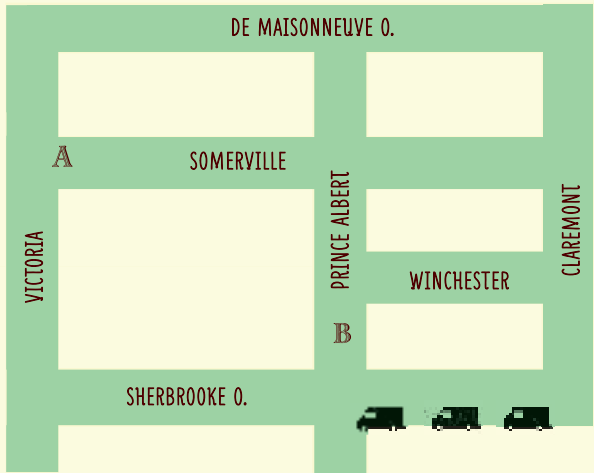 DE MAISONNEUVE O.
A
SOMERVILLE
PRINCE ALBERT
CLAREMONT
VICTORIA
WINCHESTER
B
SHERBROOKE O.